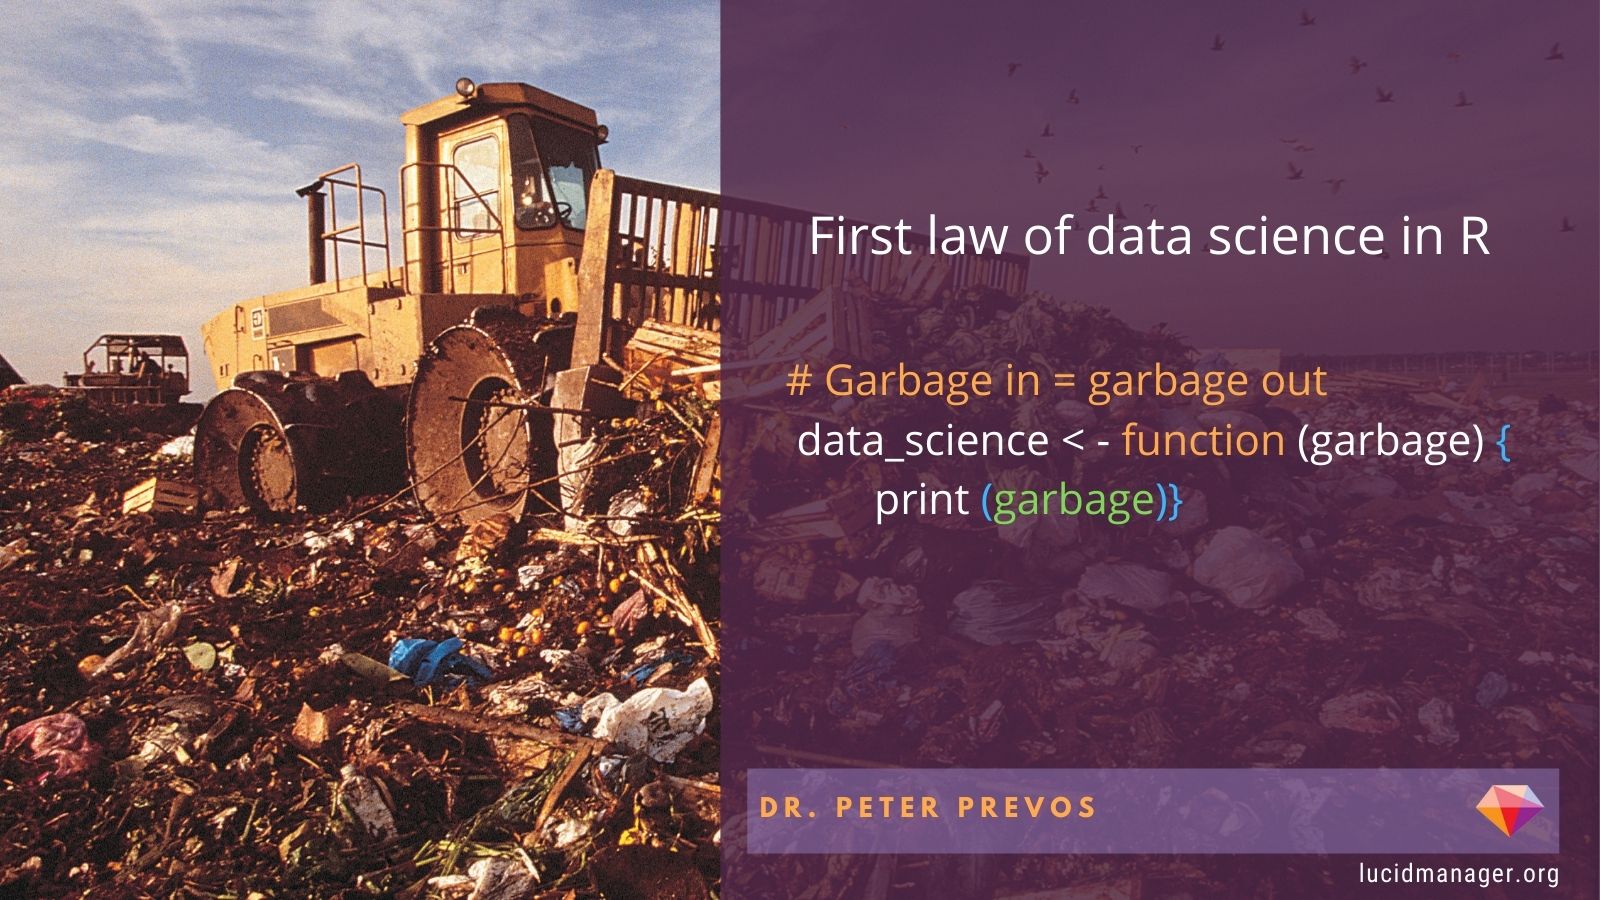 First law of data science in R
# Garbage in = garbage out
data_science < - function (garbage) {
print (garbage)}
DR. PETER PREVOS
lucidmanager.org